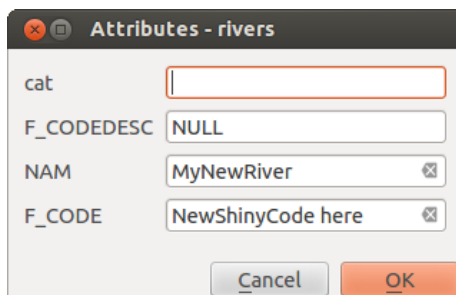 Attributes - rivers
cat
F_CODEDESC NULL
NAM MyNewRiver
F_CODE NewShinyCode here
Cancel OK